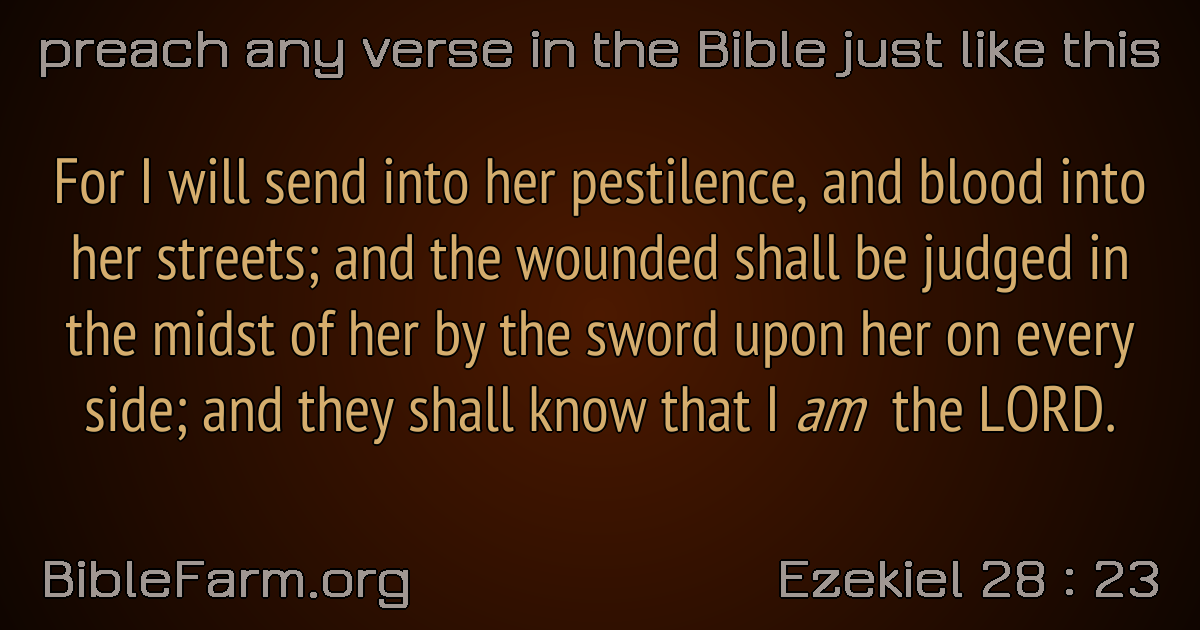 preach any verse in the Bible just like this
For I will send into her pestilence, and blood into
her streets; and the wounded shall be judged in
the midst of her by the sword upon her on every
side; and they shall know that I am the LORD.
BibleFarm.org
Ezekiel 28 : 23